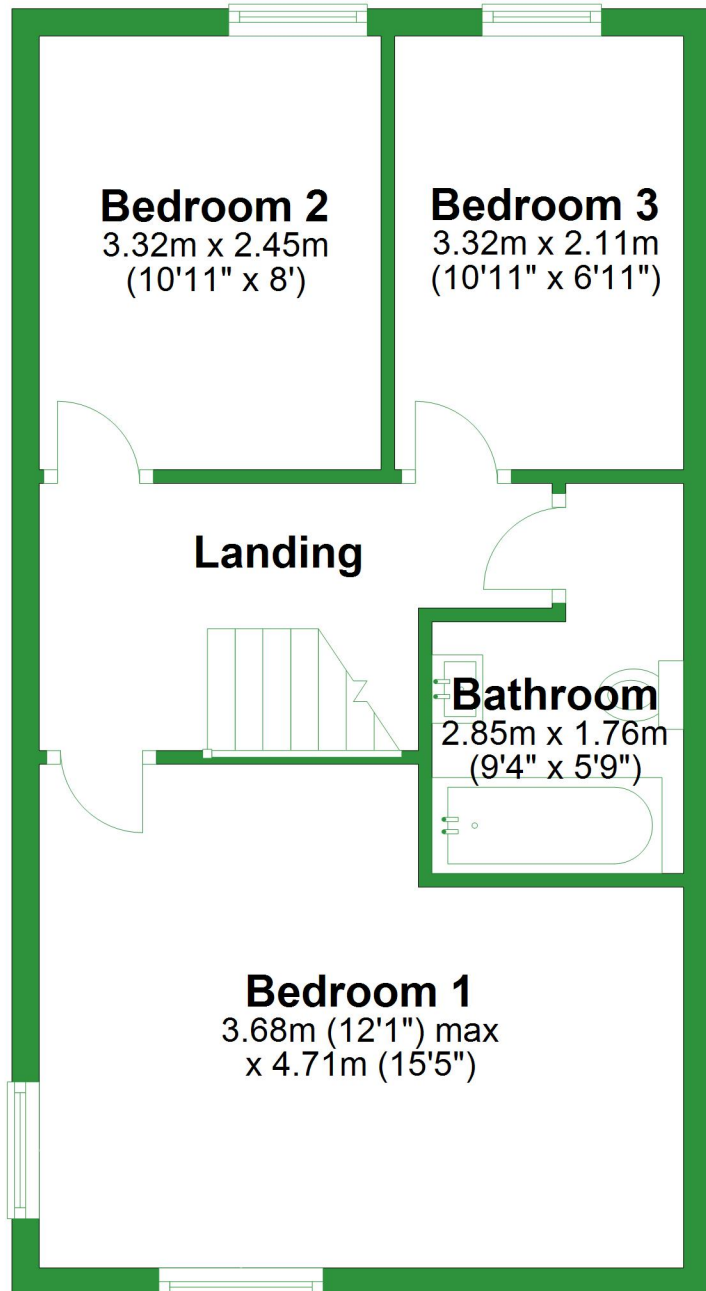 Bedroom 2
3.32m x 2.45m
(10'11" x 8')
Bedroom 3
3.32m x 2.11m
(10'11" x 6'11")
Landing
Bathroom
2.85m x 1.76m
(9'4" x 5'9")
Bedroom 1
3.68m (12'1") max
x 4.71m (15'5")